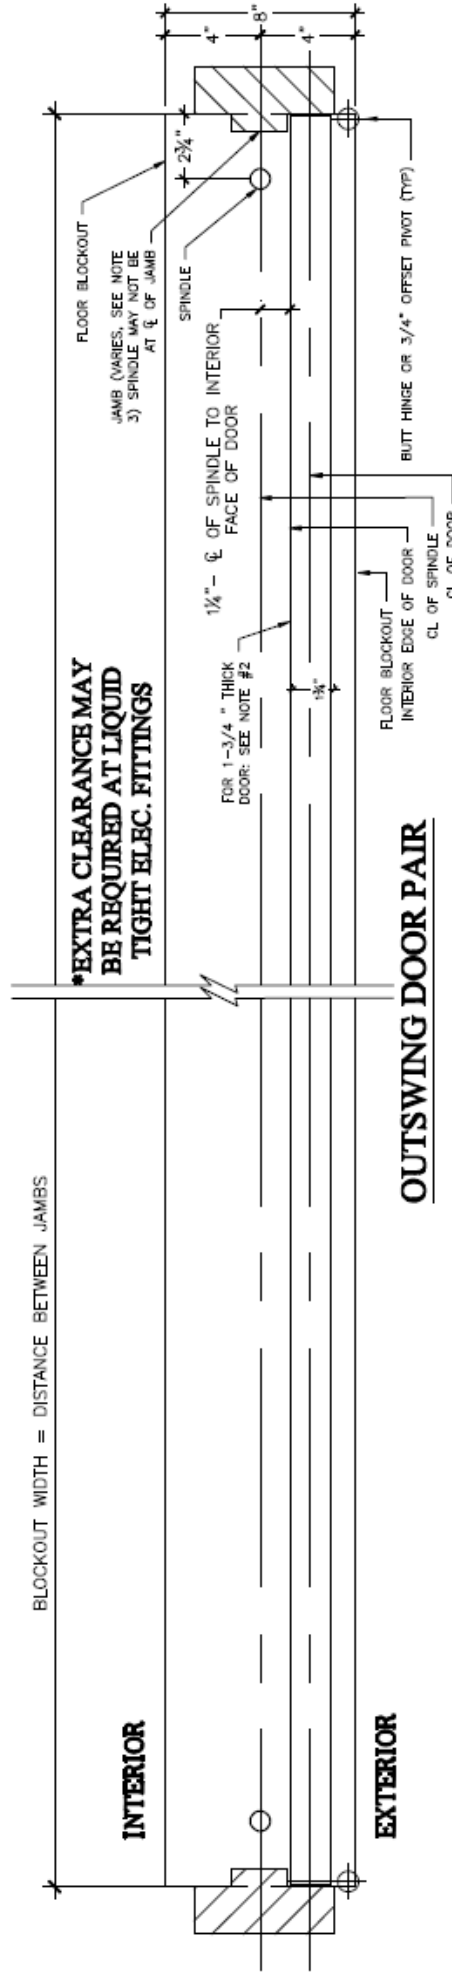 BLOCKOUT WIDTH = DISTANCE BETWEEN JAMBS
*EXTRA CLEARANCE MAY
BE REQUIRED AT LIQUID
TIGHT ELEC. FITTINGS
FLOOR BLOCKOUT
JAMB (VARIES, SEE NOTE
3) SPINDLE MAY NOT BE
AT ℄ OF JAMB
SPINDLE
2¾"
4"
8"
4"
1¼"- ℄ OF SPINDLE TO INTERIOR
FACE OF DOOR
FOR 1-3/4 " THICK
DOOR: SEE NOTE #2
1¾"
INTERIOR
EXTERIOR
FLOOR BLOCKOUT
INTERIOR EDGE OF DOOR
CL OF SPINDLE
CL OF DOOR
BUTT HINGE OR 3/4" OFFSET PIVOT (TYP)
OUTSWING DOOR PAIR